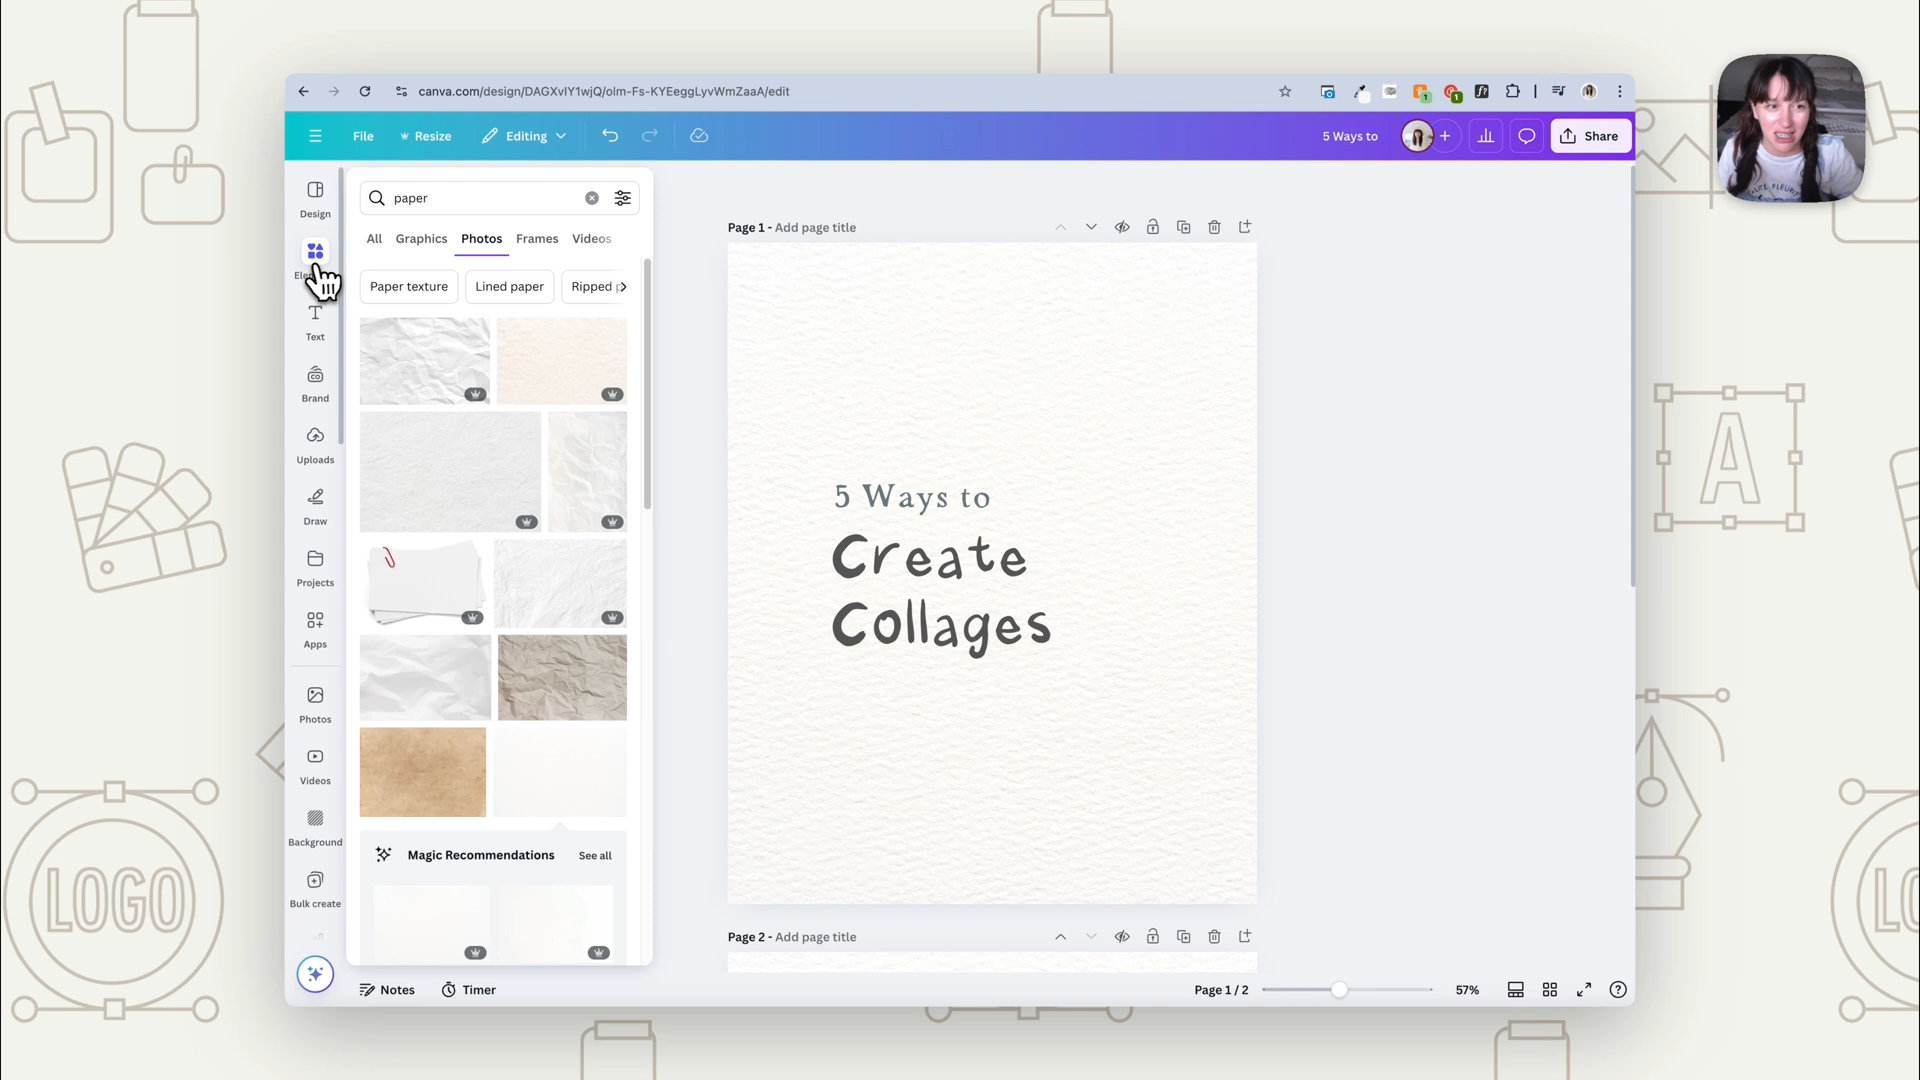 canva.com/design/DAGXvIY1wjQ/olm-Fs-KYEeggLyvWmZaaA/edit
File
Resize
Editing
5 Ways to
Share
Design
paper
All
Graphics
Photos
Frames
Videos
Paper texture
Lined paper
Ripped
Text
Brand
Uploads
Draw
Projects
Apps
Photos
Videos
Background
Bulk create
Magic Recommendations
See all
Page 1 - Add page title
5 Ways to
Create
Collages
Page 2 - Add page title
Notes
Timer
Page 1 / 2
57%
LOGO
A